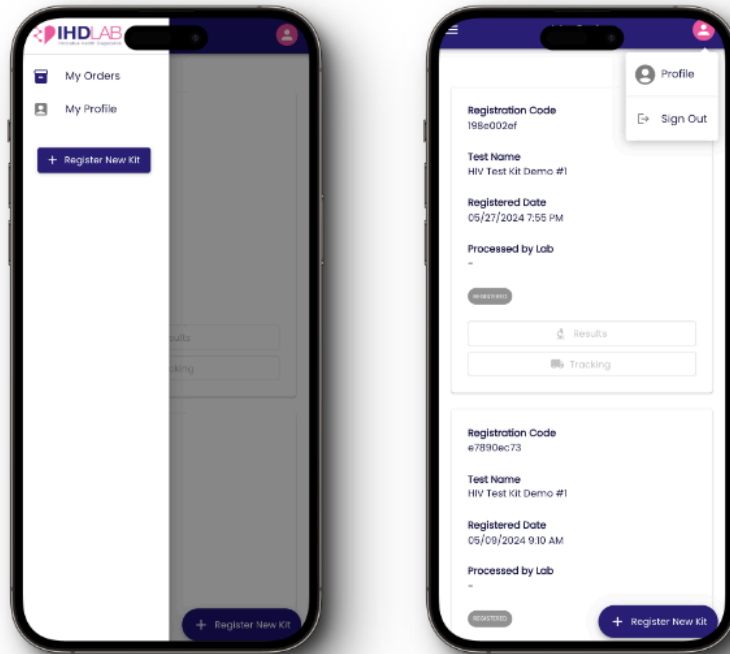 IHDLAB
My Orders
My Profile
+ Register New Kit
+ Register New Kit
Profile
Sign Out
Registration Code
198e002ef
Test Name
HIV Test Kit Demo #1
Registered Date
05/27/2024 7:55 PM
Processed by Lab
-
REGISTERED
Results
Tracking
Registration Code
e7890ec73
Test Name
HIV Test Kit Demo #1
Registered Date
05/09/2024 9:10 AM
Processed by Lab
-
REGISTERED
+ Register New Kit